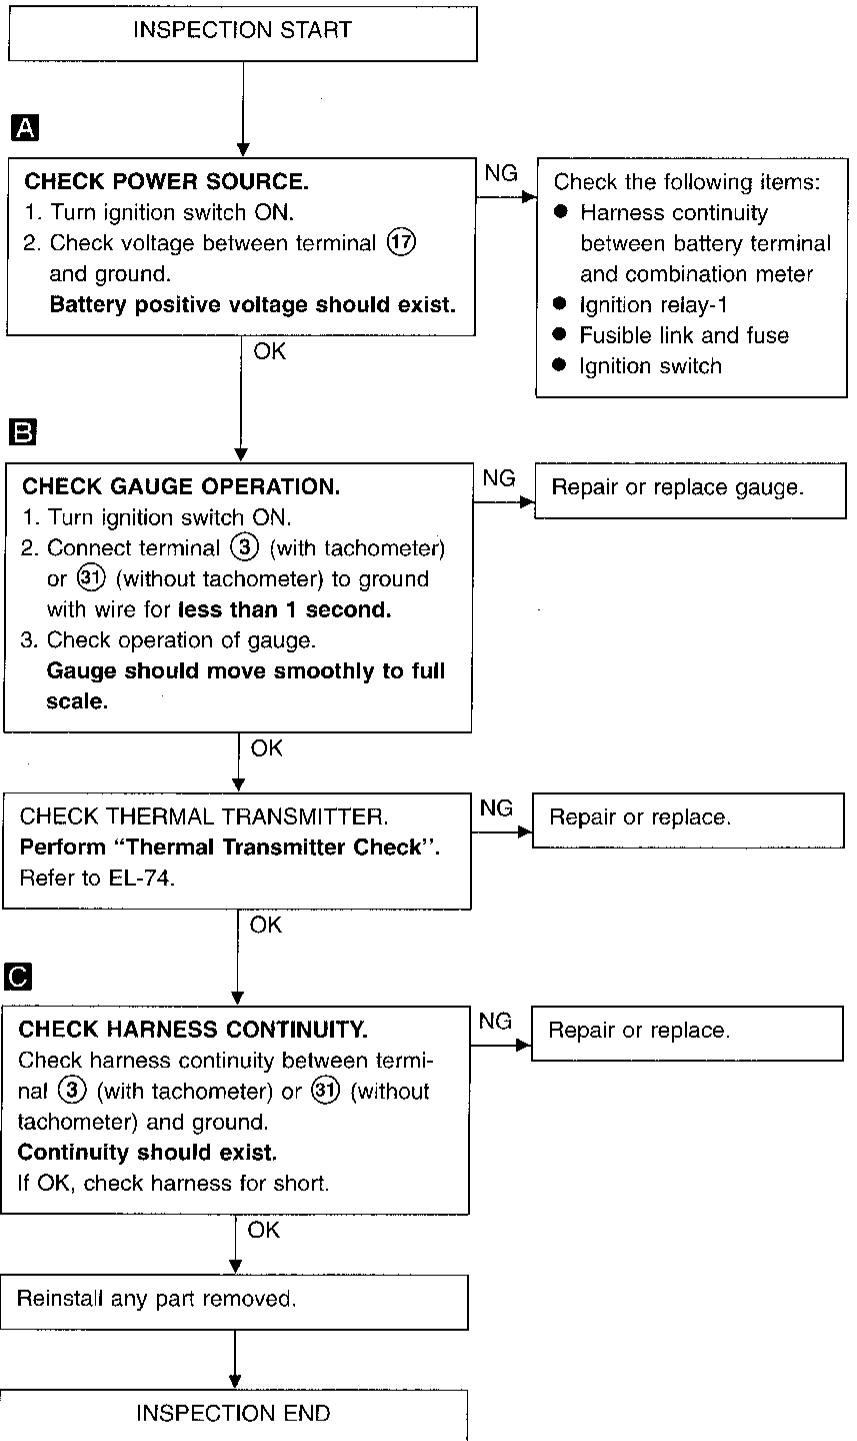 INSPECTION START
A
CHECK POWER SOURCE.
1. Turn ignition switch ON.
2. Check voltage between terminal 17
and ground.
Battery positive voltage should exist.
NG
Check the following items:
● Harness continuity
between battery terminal
and combination meter
● Ignition relay-1
● Fusible link and fuse
● Ignition switch
OK
B
CHECK GAUGE OPERATION.
1. Turn ignition switch ON.
2. Connect terminal 3 (with tachometer)
or 31 (without tachometer) to ground
with wire for less than 1 second.
3. Check operation of gauge.
Gauge should move smoothly to full
scale.
NG
Repair or replace gauge.
OK
CHECK THERMAL TRANSMITTER.
Perform “Thermal Transmitter Check”.
Refer to EL-74.
NG
Repair or replace.
OK
C
CHECK HARNESS CONTINUITY.
Check harness continuity between termi-
nal 3 (with tachometer) or 31 (without
tachometer) and ground.
Continuity should exist.
If OK, check harness for short.
NG
Repair or replace.
OK
Reinstall any part removed.
INSPECTION END